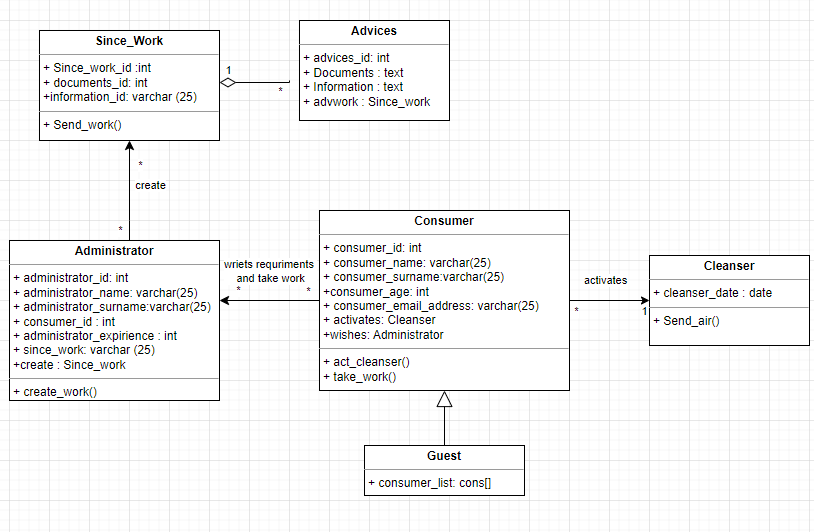 Since_Work
+ Since_work_id :int
+ documents_id: int
+information_id: varchar (25)
+ Send_work()
1
*
Advices
+ advices_id: int
+ Documents : text
+ Information : text
+ advwork : Since_work
*
create
*
Administrator
+ administrator_id: int
+ administrator_name: varchar(25)
+ administrator_surname:varchar(25)
+ consumer_id : int
+ administrator_expirience : int
+ since_work: varchar (25)
+create : Since_work
+ create_work()
wriets requriments
and take work
*
*
Consumer
+ consumer_id: int
+ consumer_name: varchar(25)
+ consumer_surname:varchar(25)
+consumer_age: int
+ consumer_email_address: varchar(25)
+ activates: Cleanser
+wishes: Administrator
+ act_cleanser()
+ take_work()
activates
*
1
Cleanser
+ cleanser_date : date
+ Send_air()
Guest
+ consumer_list: cons[]